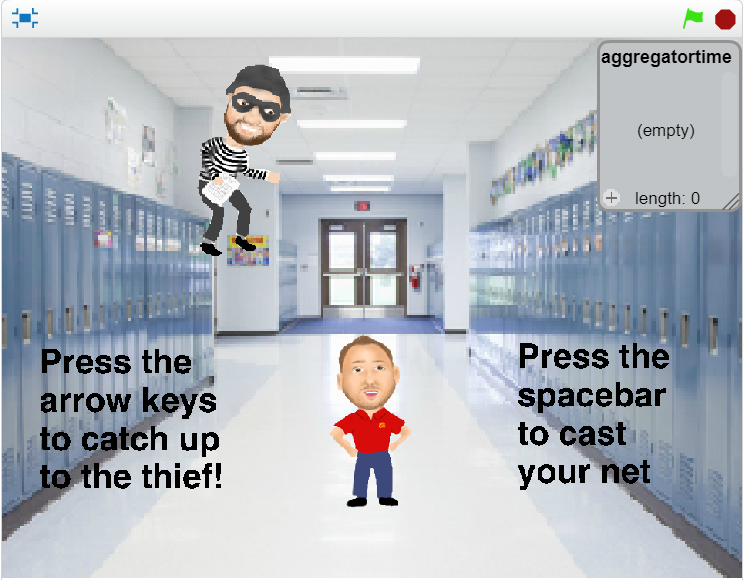 aggregatortime
(empty)
+ length: 0
Press the
arrow keys
to catch up
to the thief!
Press the
spacebar
to cast
your net